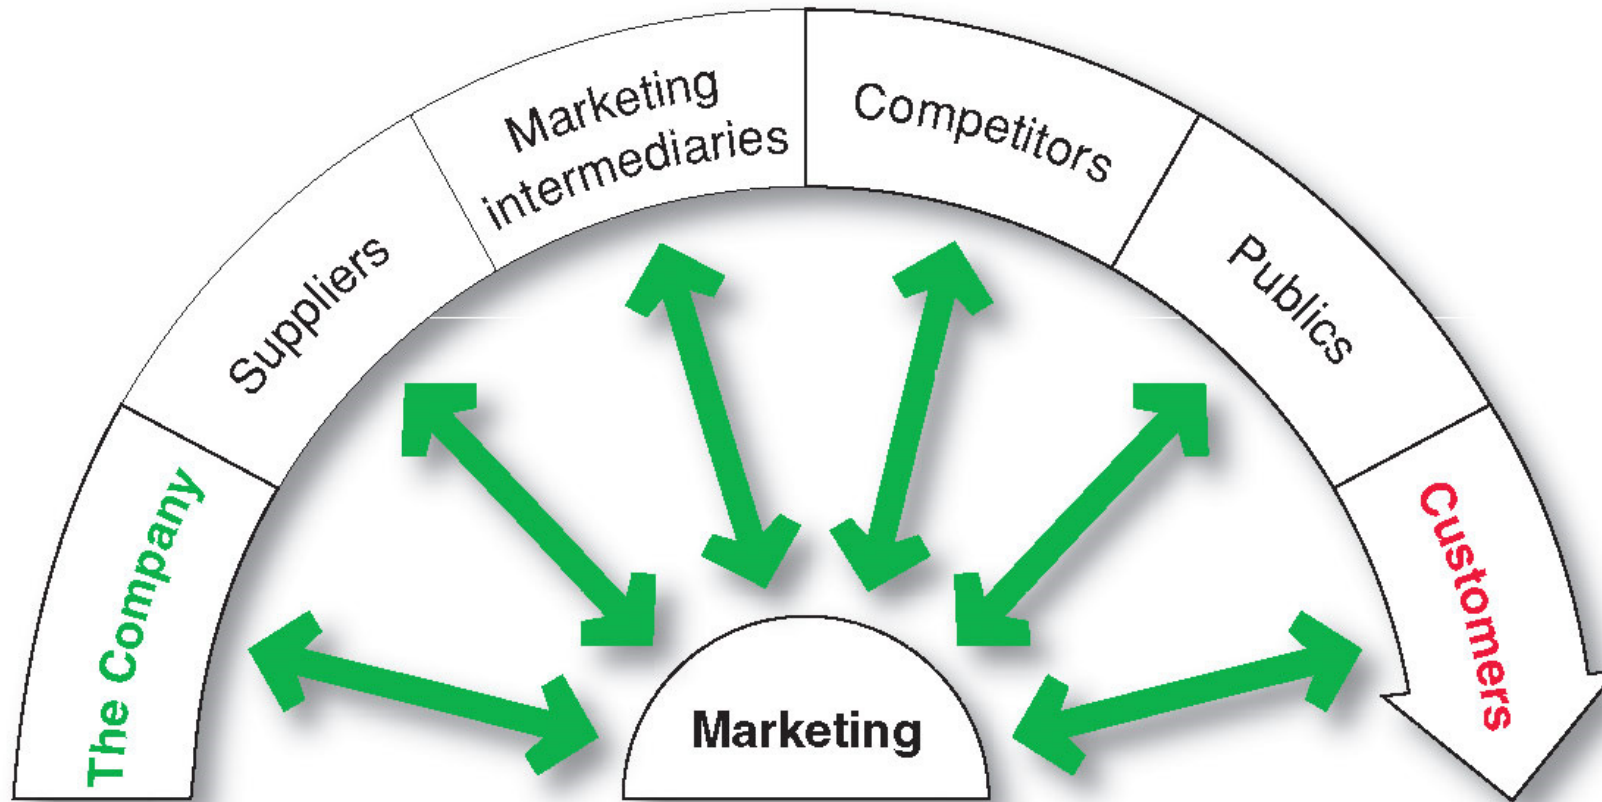 The Company
Suppliers
Marketing
intermediaries
Competitors
Publics
Customers
Marketing